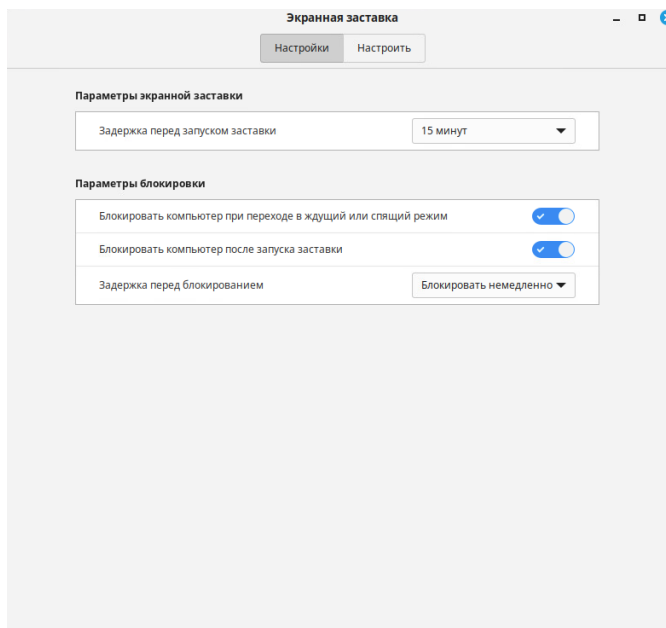 Экранная заставка
Настройки Настроить
Параметры экранной заставки
Задержка перед запуском заставки 15 минут
Параметры блокировки
Блокировать компьютер при переходе в ждущий или спящий режим
Блокировать компьютер после запуска заставки
Задержка перед блокированием Блокировать немедленно